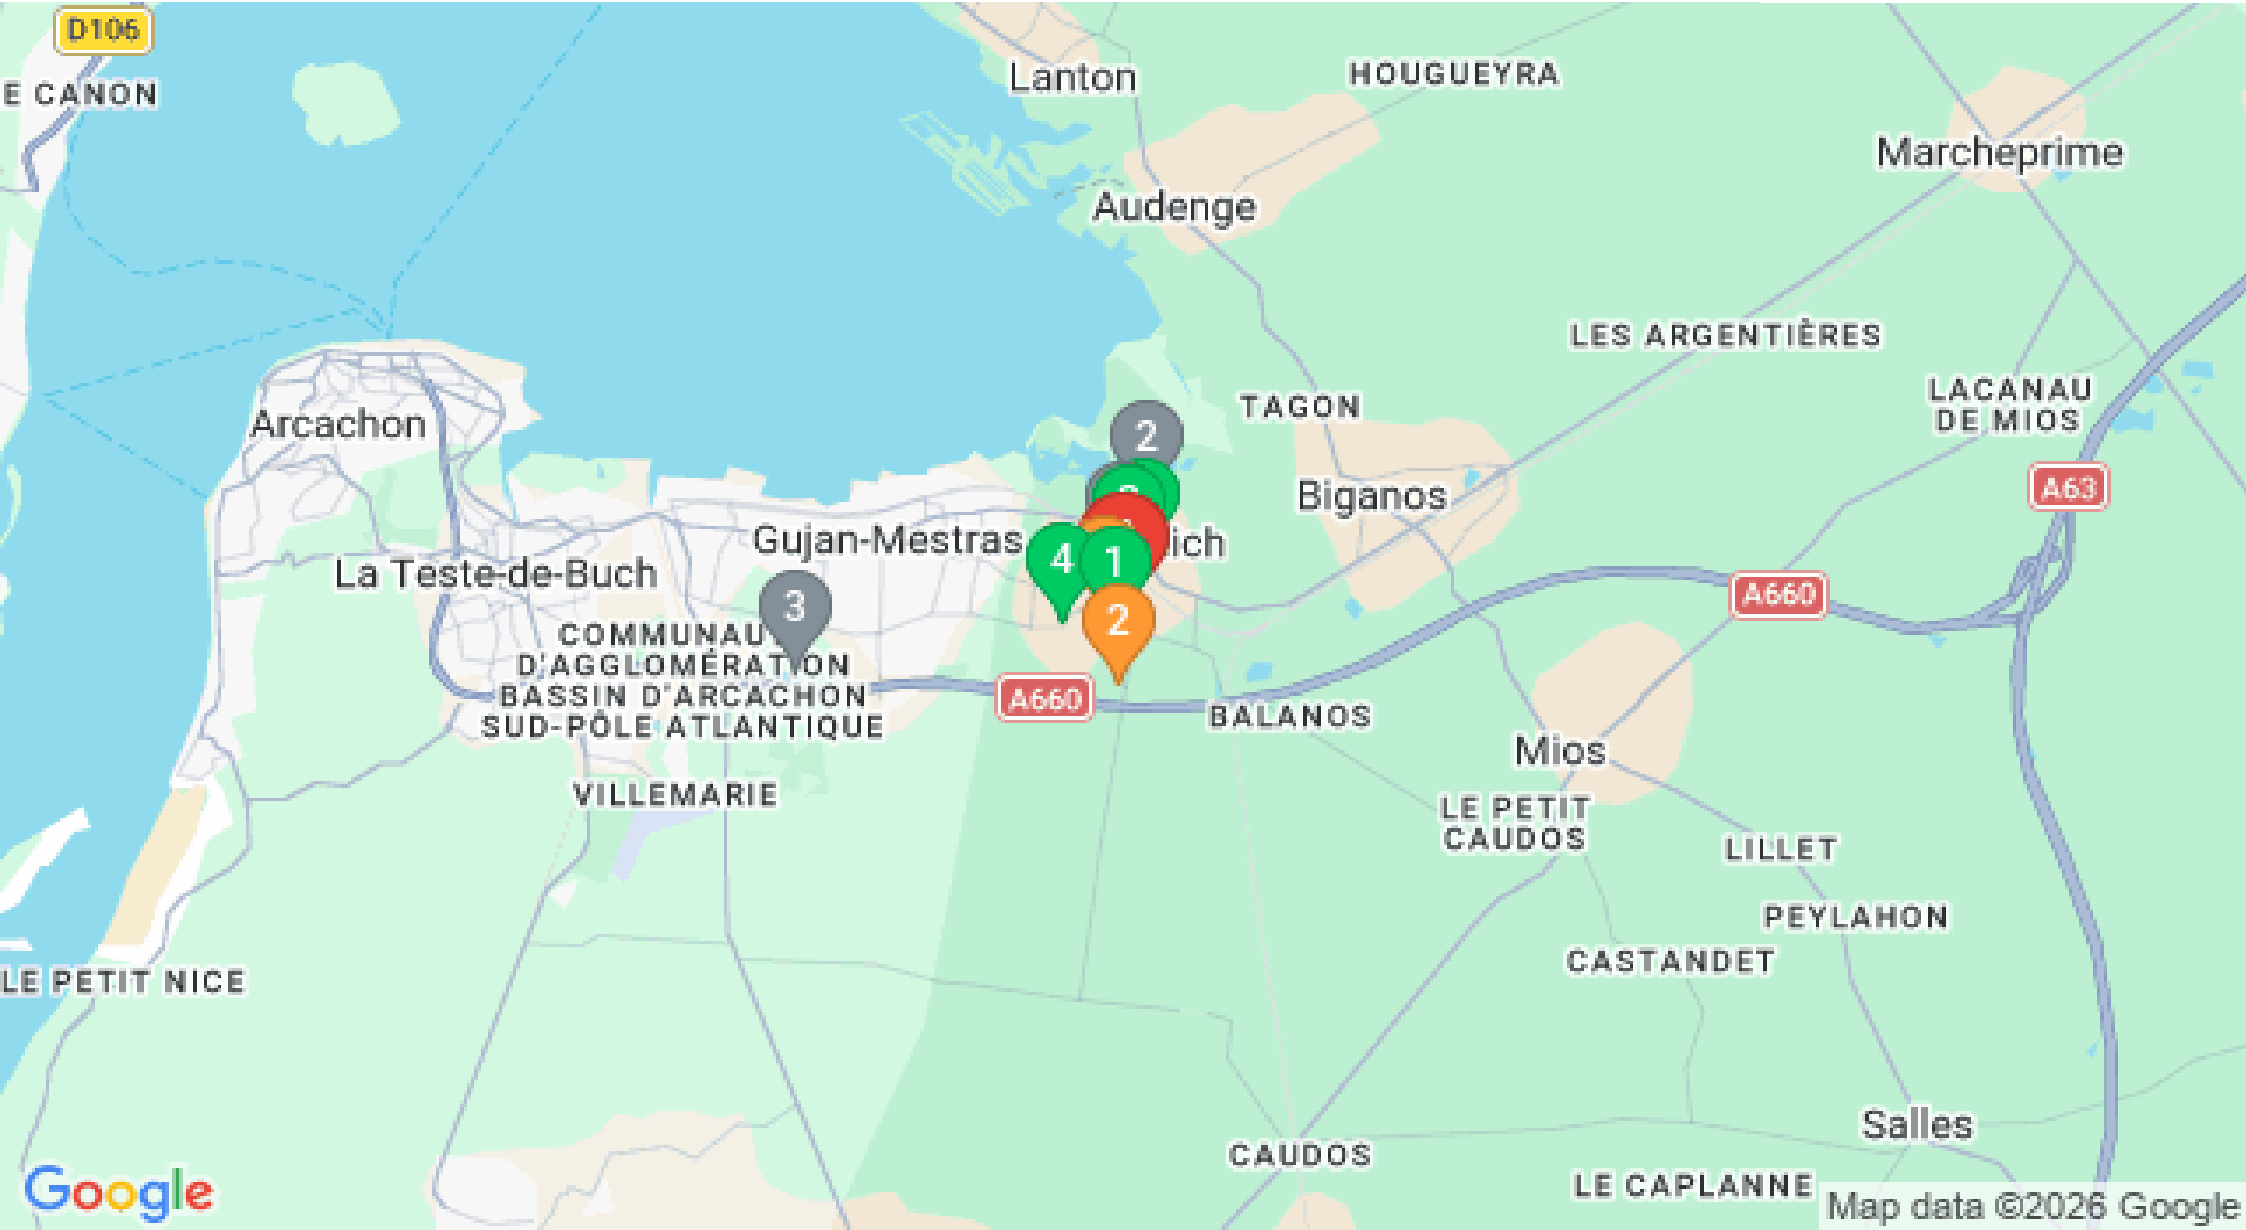 D106
E CANON
Lanton
HOUGUEYRA
Marcheprime
Audenge
LES ARGENTIÈRES
LACANAU
DE MIOS
TAGON
Arcachon
2
A63
Biganos
Gujan-Mestras
ich
4
1
La Teste-de-Buch
3
2
A660
COMMUNAU
D'AGGLOMÉRATION
BASSIN D'ARCACHON
SUD-PÔLE ATLANTIQUE
A660
BALANOS
Mios
VILLEMARIE
LE PETIT
CAUDOS
LILLET
PEYLAHON
CASTANDET
LE PETIT NICE
Salles
CAUDOS
LE CAPLANNE
Google
Map data ©2026 Google